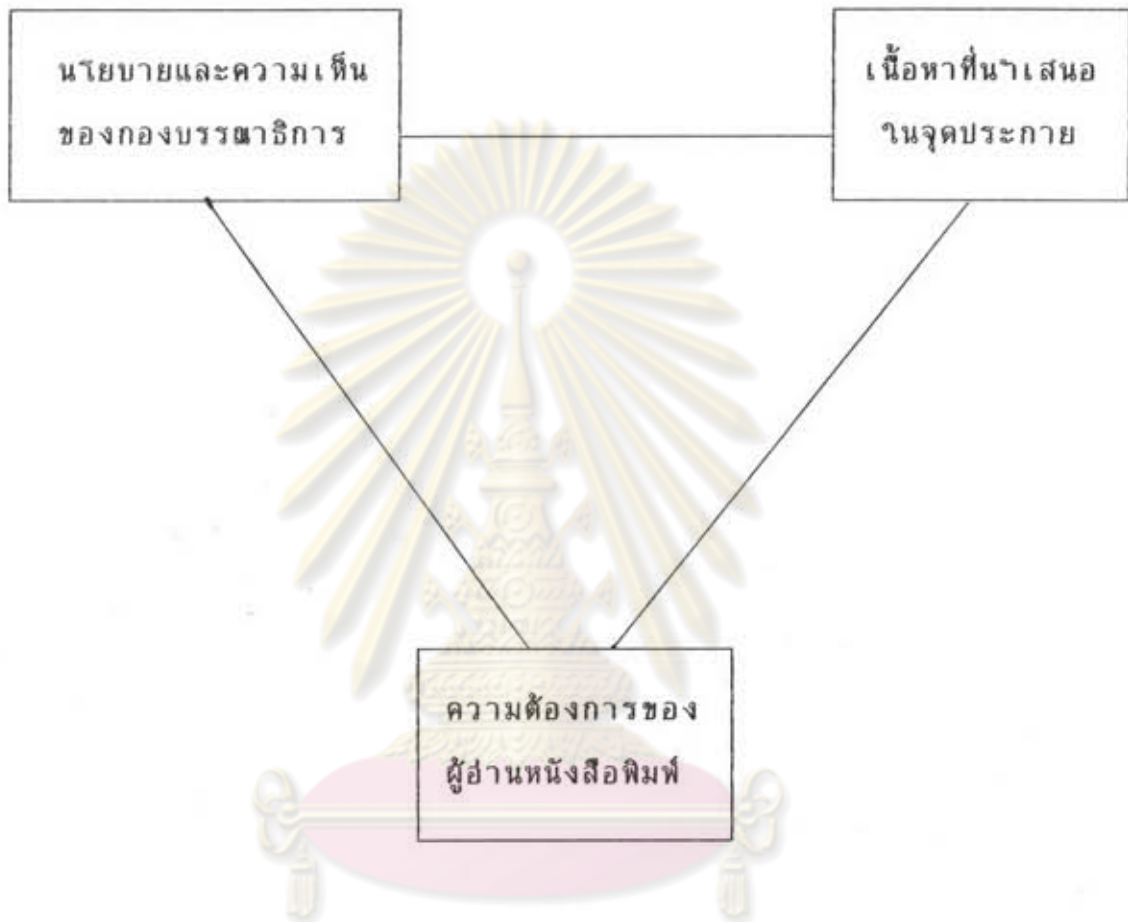 นโยบายและความเห็น
ของกองบรรณาธิการ
เนื้อหาที่นำเสนอ
ในจุดประกาย
ความต้องการของ
ผู้อ่านหนังสือพิมพ์